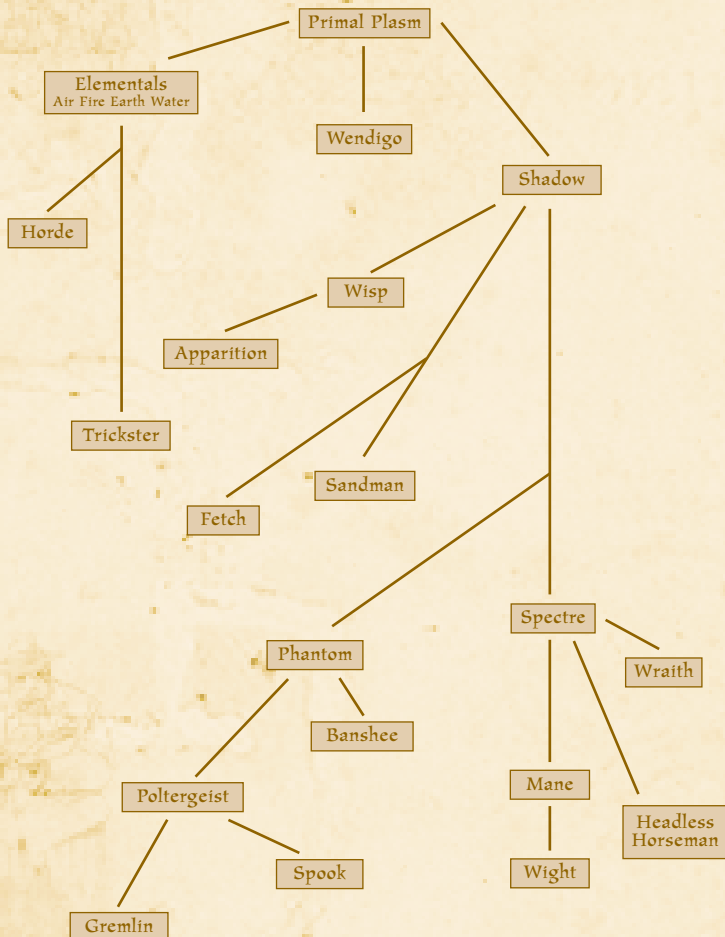 Primal Plasm
Elementals
Air Fire Earth Water
Wendigo
Shadow
Horde
Wisp
Apparition
Trickster
Sandman
Fetch
Spectre
Phantom
Wraith
Banshee
Mane
Poltergeist
Headless
Horseman
Spook
Wight
Gremlin